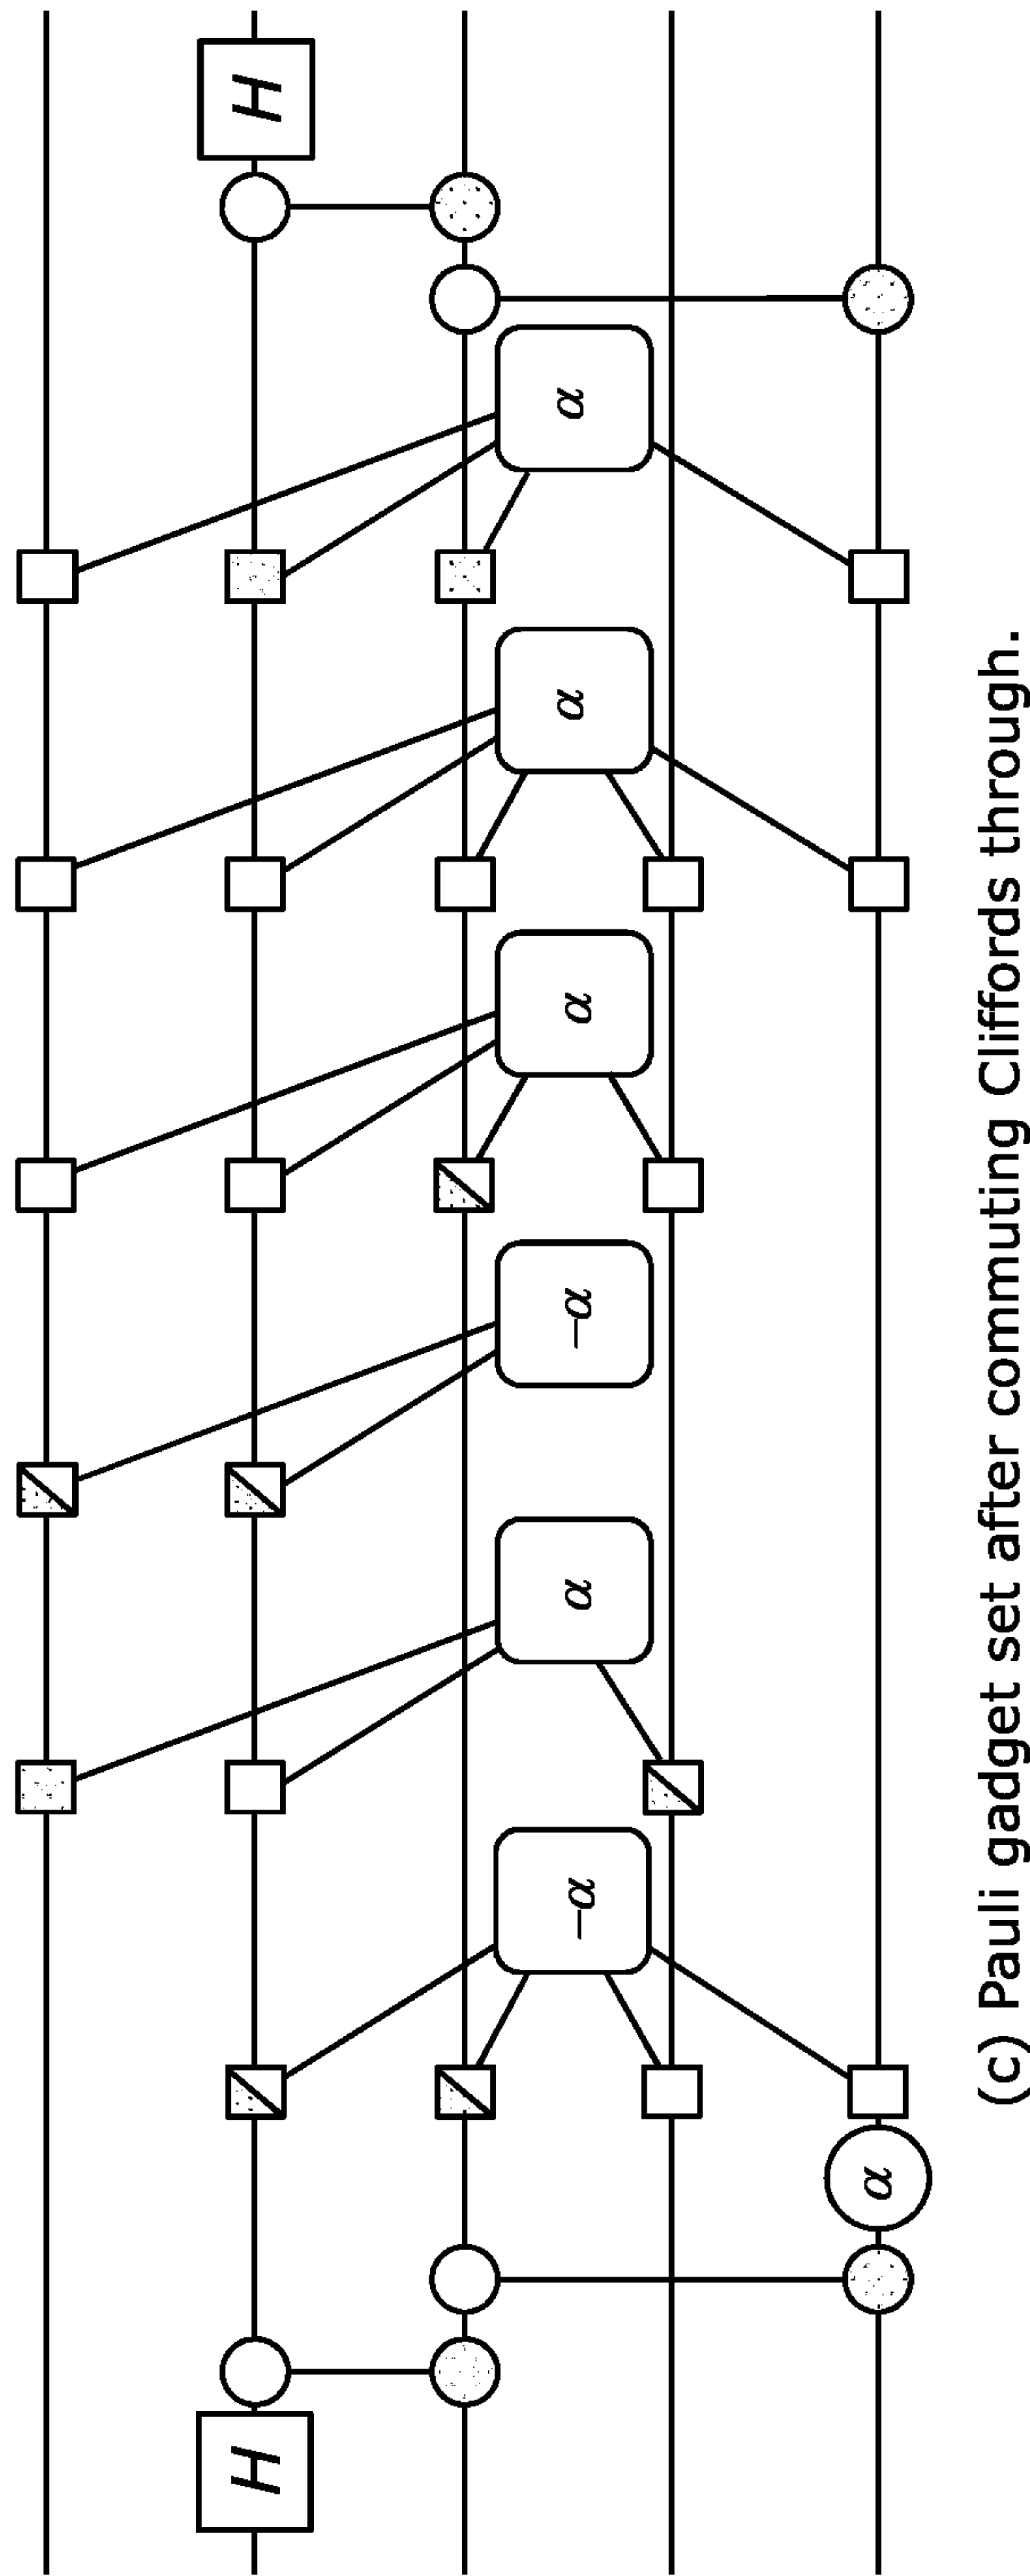 H
α
-α
α
-α
α
α
α
H
(c) Pauli gadget set after commuting Cliffords through.